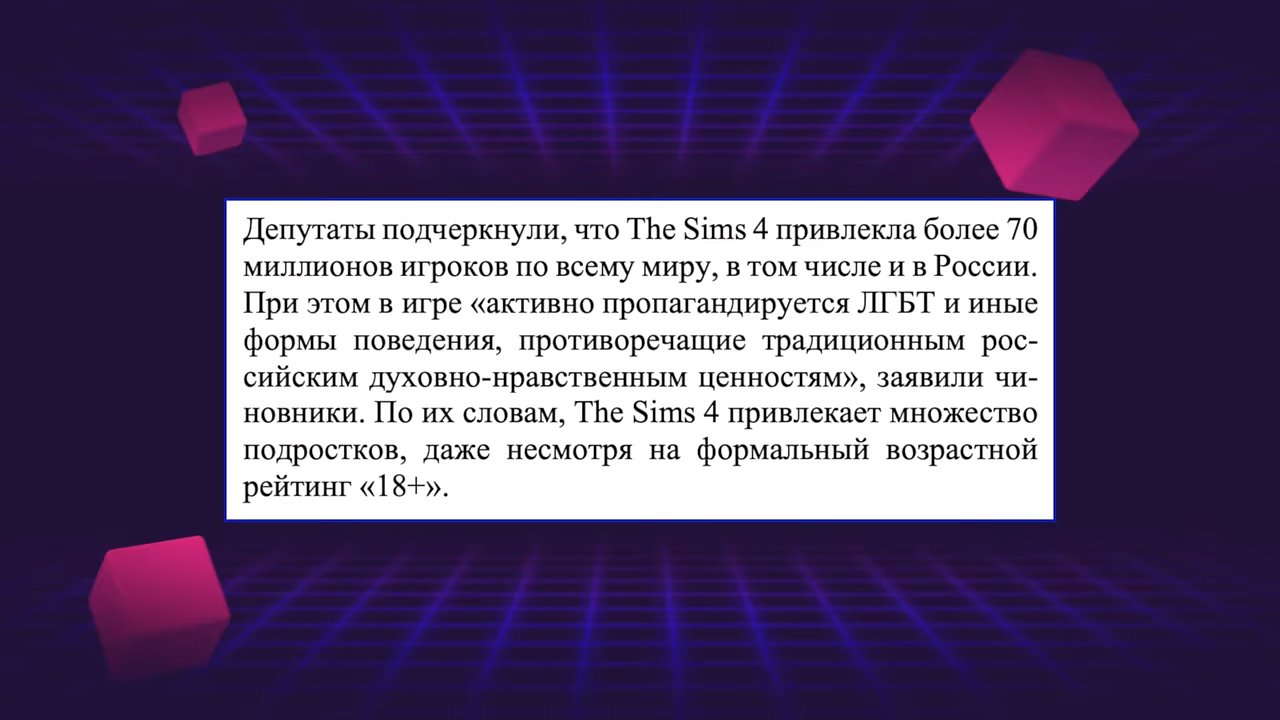 Депутаты подчеркнули, что The Sims 4 привлекла более 70
миллионов игроков по всему миру, в том числе и в России.
При этом в игре «активно пропагандируется ЛГБТ и иные
формы поведения, противоречащие традиционным рос-
сийским духовно-нравственным ценностям», заявили чи-
новники. По их словам, The Sims 4 привлекает множество
подростков, даже несмотря на формальный возрастной
рейтинг «18+».